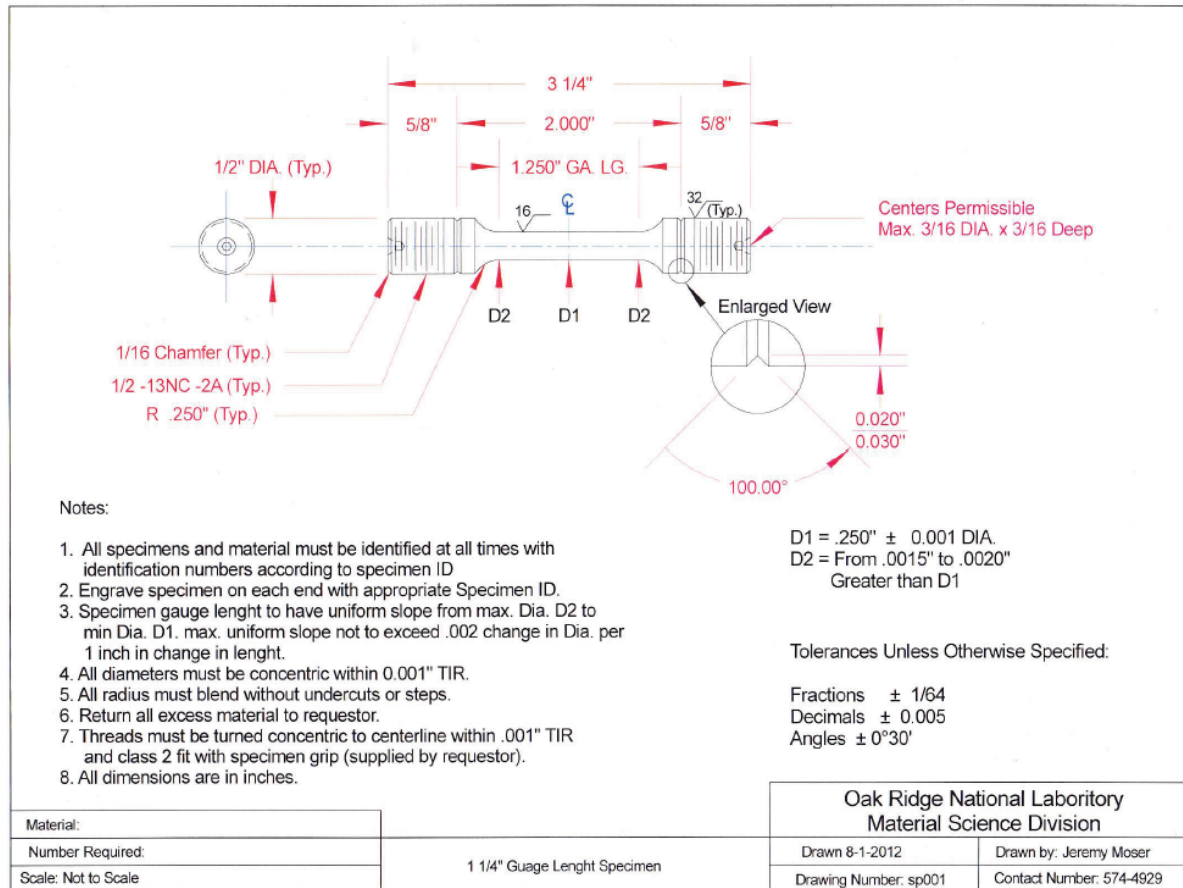 3 1/4"
5/8"
2.000"
5/8"
1.250" GA. LG.
1/2" DIA. (Typ.)
16
℄
32
(Typ.)
Centers Permissible
Max. 3/16 DIA. x 3/16 Deep
D2
D1
D2
Enlarged View
1/16 Chamfer (Typ.)
1/2 -13NC -2A (Typ.)
R .250" (Typ.)
0.020"
0.030"
100.00°
Notes:
1. All specimens and material must be identified at all times with
identification numbers according to specimen ID
2. Engrave specimen on each end with appropriate Specimen ID.
3. Specimen gauge lenght to have uniform slope from max. Dia. D2 to
min Dia. D1. max. uniform slope not to exceed .002 change in Dia. per
1 inch in change in lenght.
4. All diameters must be concentric within 0.001" TIR.
5. All radius must blend without undercuts or steps.
6. Return all excess material to requestor.
7. Threads must be turned concentric to centerline within .001" TIR
and class 2 fit with specimen grip (supplied by requestor).
8. All dimensions are in inches.
D1 = .250" ± 0.001 DIA.
D2 = From .0015" to .0020"
Greater than D1
Tolerances Unless Otherwise Specified:
Fractions ± 1/64
Decimals ± 0.005
Angles ± 0°30'
Material:
Number Required:
Scale: Not to Scale
1 1/4" Guage Lenght Specimen
Oak Ridge National Laboritory
Material Science Division
Drawn 8-1-2012
Drawn by: Jeremy Moser
Drawing Number: sp001
Contact Number: 574-4929